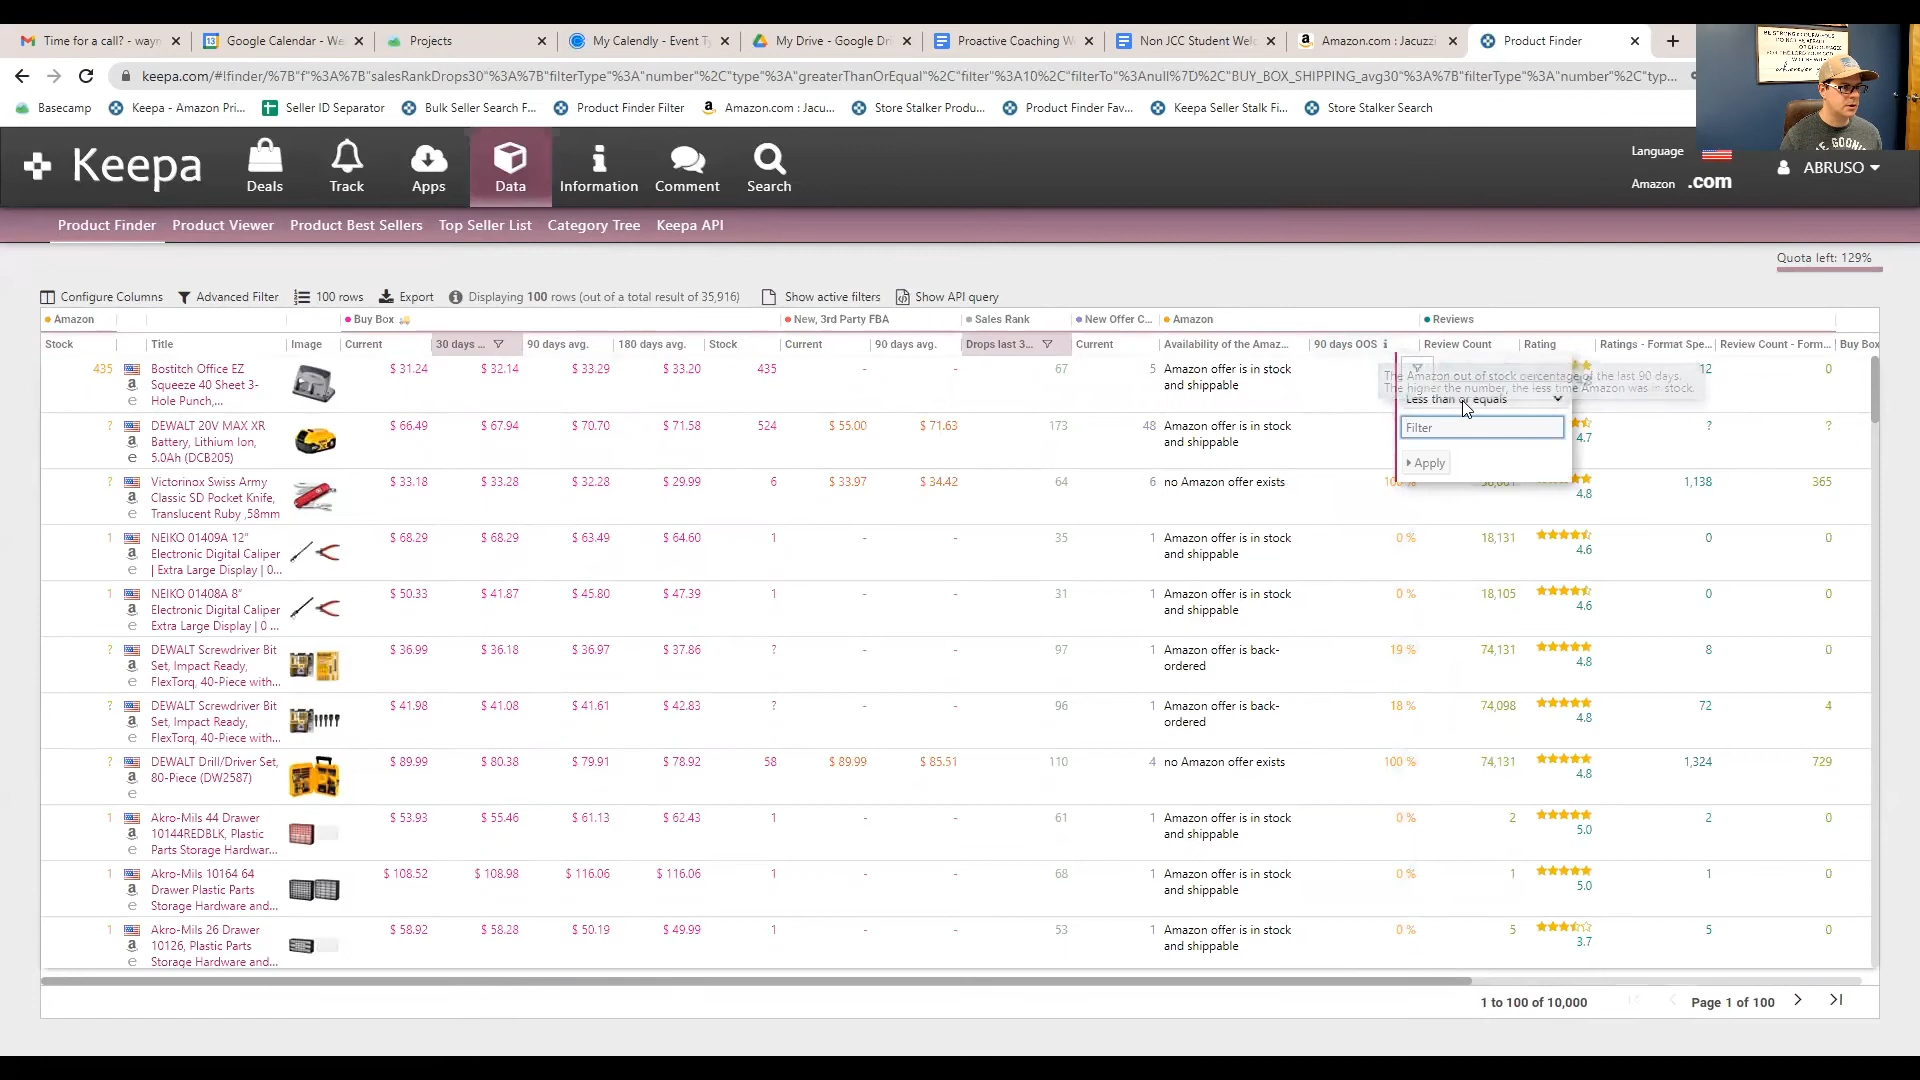 Time for a call? - wayn
Google Calendar - We
Projects
My Calendly - Event Ty
My Drive - Google Dri
Proactive Coaching W
Non JCC Student Wel
Amazon.com : Jacuzzi
Product Finder
keepa.com/#!finder/%7B"f"%3A%7B"salesRankDrops30"%3A%7B"filterType"%3A"number"%2C"type"%3A"greaterThanOrEqual"%2C"filter"%3A10%2C"filterTo"%3Anull%7D%2C"BUY_BOX_SHIPPING_avg30"%3A%7B"filterType"%3A"number"%2C"typ...
Basecamp
Keepa - Amazon Pri...
Seller ID Separator
Bulk Seller Search F...
Product Finder Filter
Amazon.com : Jacu...
Store Stalker Produ...
Product Finder Fav...
Keepa Seller Stalk Fi...
Store Stalker Search
Keepa
Deals
Track
Apps
Data
Information
Comment
Search
Language
Amazon .com
ABRUSO
Product Finder
Product Viewer
Product Best Sellers
Top Seller List
Category Tree
Keepa API
Quota left: 129%
Configure Columns
Advanced Filter
100 rows
Export
Displaying 100 rows (out of a total result of 35,916)
Show active filters
Show API query
Amazon Buy Box New, 3rd Party FBA Sales Rank New Offer C... Amazon Reviews
Stock Title Image Current 30 days ... 90 days avg. 180 days avg. Stock Current 90 days avg. Drops last 3... Current Availability of the Amaz... 90 days OOS Review Count Rating Ratings - Format Spe... Review Count - Form... Buy Box
435 Bostitch Office EZ $ 31.24 $ 32.14 $ 33.29 $ 33.20 435 - - 67 5 Amazon offer is in stock 12 0
Squeeze 40 Sheet 3- and shippable
Hole Punch,...
The Amazon out of stock percentage of the last 90 days.
The higher the number, the less time Amazon was in stock.
Less than or equals
Filter
Apply
? DEWALT 20V MAX XR $ 66.49 $ 67.94 $ 70.70 $ 71.58 524 $ 55.00 $ 71.63 173 48 Amazon offer is in stock ? ?
Battery, Lithium Ion, and shippable 4.7
5.0Ah (DCB205)
? Victorinox Swiss Army $ 33.18 $ 33.28 $ 32.28 $ 29.99 6 $ 33.97 $ 34.42 64 6 no Amazon offer exists 100 % 1,138 365
Classic SD Pocket Knife, 4.8
Translucent Ruby ,58mm
1 NEIKO 01409A 12" $ 68.29 $ 68.29 $ 63.49 $ 64.60 1 - - 35 1 Amazon offer is in stock 0 % 18,131 0 0
Electronic Digital Caliper and shippable 4.6
| Extra Large Display | 0...
1 NEIKO 01408A 8" $ 50.33 $ 41.87 $ 45.80 $ 47.39 1 - - 31 1 Amazon offer is in stock 0 % 18,105 0 0
Electronic Digital Caliper and shippable 4.6
Extra Large Display | 0 ...
? DEWALT Screwdriver Bit $ 36.99 $ 36.18 $ 36.97 $ 37.86 ? - - 97 1 Amazon offer is back- 19 % 74,131 8 0
Set, Impact Ready, ordered 4.8
FlexTorq, 40-Piece with...
? DEWALT Screwdriver Bit $ 41.98 $ 41.08 $ 41.61 $ 42.83 ? - - 96 1 Amazon offer is back- 18 % 74,098 72 4
Set, Impact Ready, ordered 4.8
FlexTorq, 40-Piece with...
? DEWALT Drill/Driver Set, $ 89.99 $ 80.38 $ 79.91 $ 78.92 58 $ 89.99 $ 85.51 110 4 no Amazon offer exists 100 % 74,131 1,324 729
80-Piece (DW2587) 4.8
1 Akro-Mils 44 Drawer $ 53.93 $ 55.46 $ 61.13 $ 62.43 1 - - 61 1 Amazon offer is in stock 0 % 2 2 0
10144REDBLK, Plastic and shippable 5.0
Parts Storage Hardwar...
1 Akro-Mils 10164 64 $ 108.52 $ 108.98 $ 116.06 $ 116.06 1 - - 68 1 Amazon offer is in stock 0 % 1 1 0
Drawer Plastic Parts and shippable 5.0
Storage Hardware and...
1 Akro-Mils 26 Drawer $ 58.92 $ 58.28 $ 50.19 $ 49.99 1 - - 53 1 Amazon offer is in stock 0 % 5 5 0
10126, Plastic Parts and shippable 3.7
Storage Hardware and...
1 to 100 of 10,000
Page 1 of 100